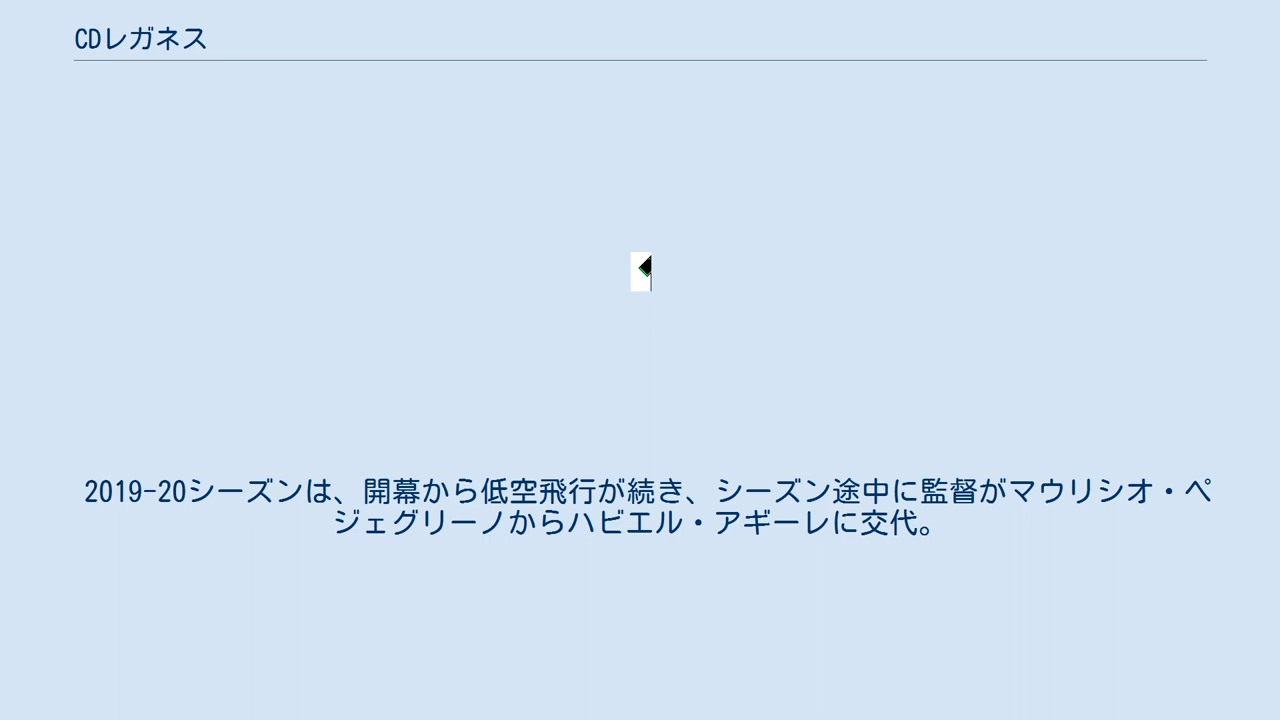 CDレガネス
2019-20シーズンは、開幕から低空飛行が続き、シーズン途中に監督がマウリシオ・ペ
ジェグリーノからハビエル・アギーレに交代。